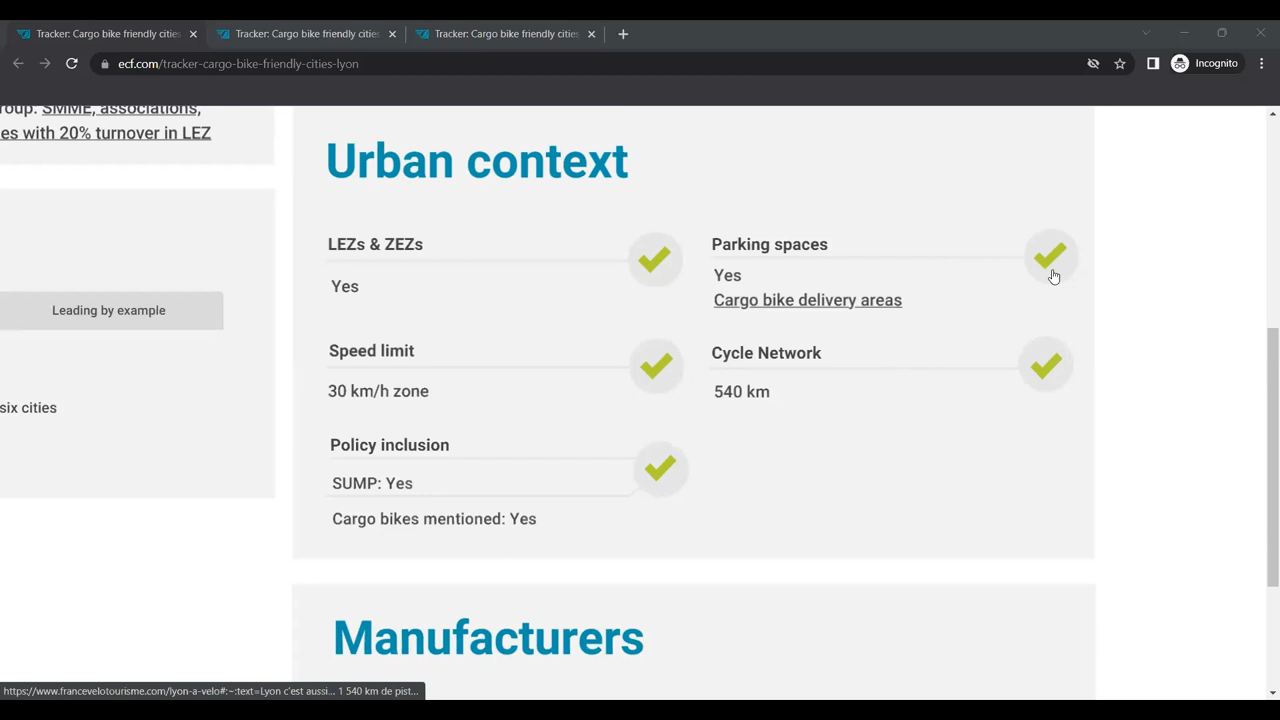 Tracker: Cargo bike friendly cities
Tracker: Cargo bike friendly cities
Tracker: Cargo bike friendly cities
ecf.com/tracker-cargo-bike-friendly-cities-lyon
Incognito
roup: SMME, associations,
es with 20% turnover in LEZ
Leading by example
six cities
Urban context
LEZs & ZEZs
Yes
Parking spaces
Yes
Cargo bike delivery areas
Speed limit
30 km/h zone
Cycle Network
540 km
Policy inclusion
SUMP: Yes
Cargo bikes mentioned: Yes
Manufacturers
https://www.francevelotourisme.com/lyon-a-velo#:~:text=Lyon c'est aussi... 1 540 km de pist...